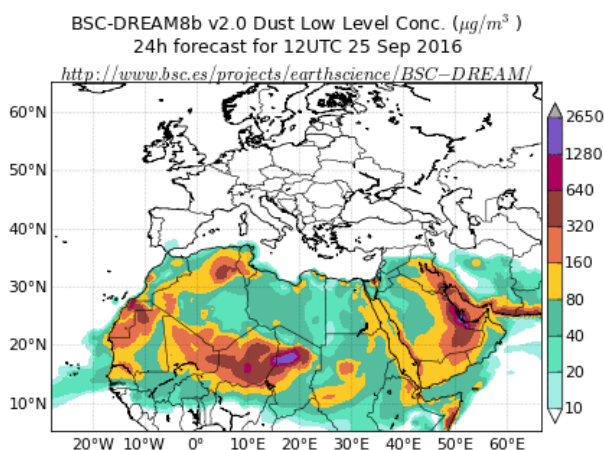 BSC-DREAM8b v2.0 Dust Low Level Conc. (μg/m³ )
24h forecast for 12UTC 25 Sep 2016
http://www.bsc.es/projects/earthscience/BSC−DREAM/
60°N
50°N
40°N
30°N
20°N
10°N
20°W 10°W 0° 10°E 20°E 30°E 40°E 50°E 60°E
2650
1280
640
320
160
80
40
20
10